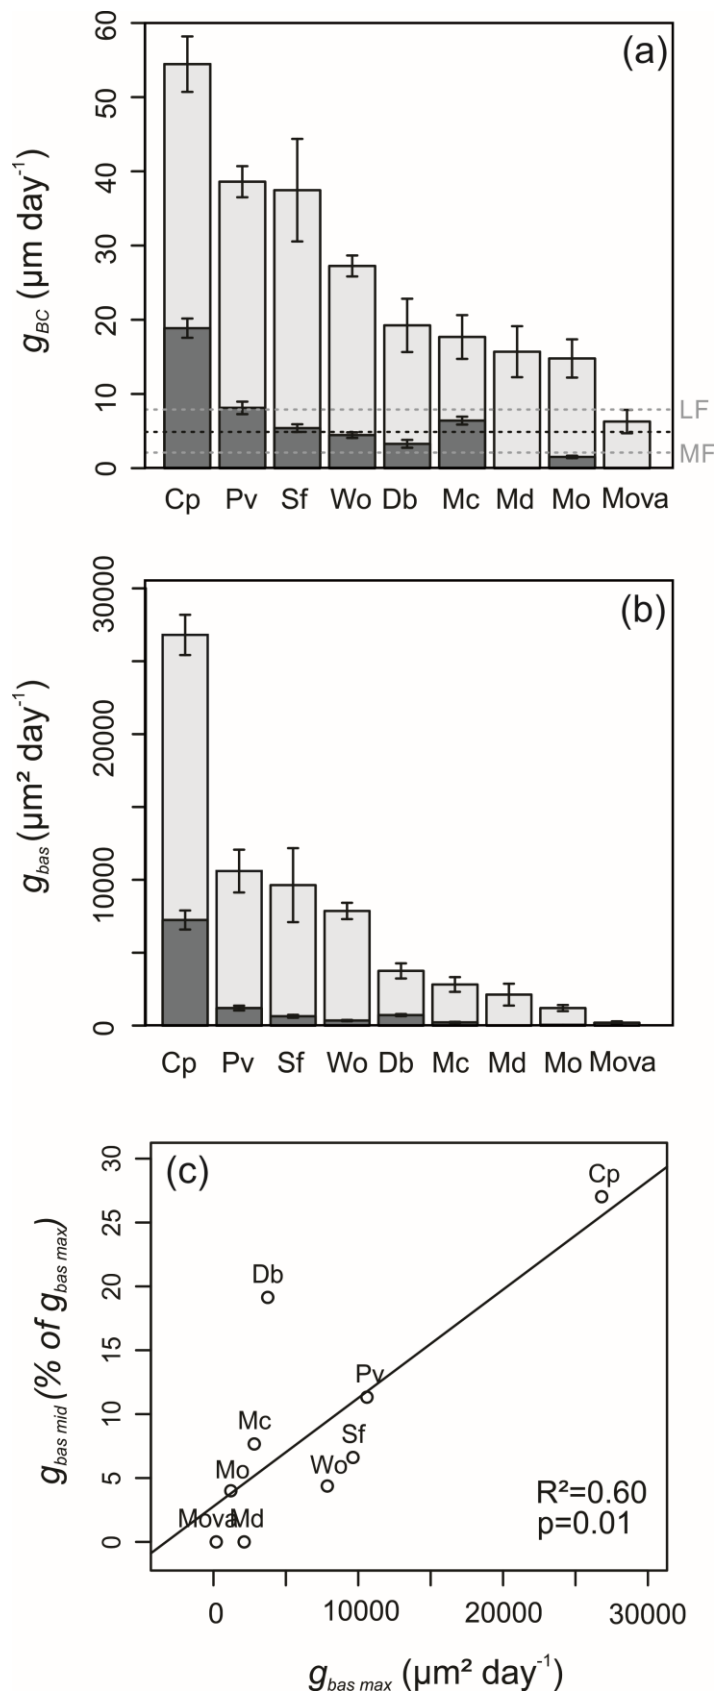 (a)
g_BC (µm day⁻¹)
60
50
40
30
20
10
0
LF
MF
Cp Pv Sf Wo Db Mc Md Mo Mova
(b)
g_bas (µm² day⁻¹)
30000
20000
10000
0
Cp Pv Sf Wo Db Mc Md Mo Mova
(c)
g_bas mid (% of g_bas max)
30
25
20
15
10
5
0
Cp
Db
Pv
Mc
Sf
Mo
Wo
Mova
Md
R²=0.60
p=0.01
0 10000 20000 30000
g_bas max (µm² day⁻¹)